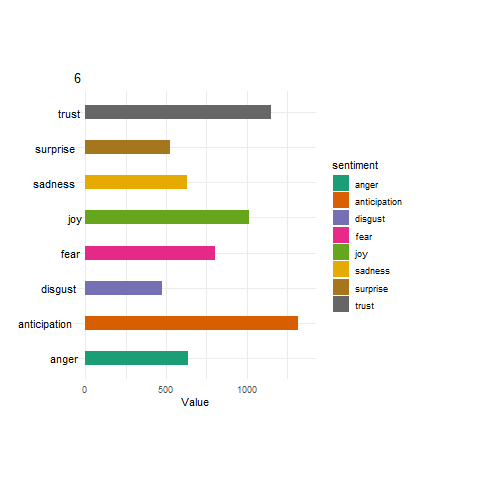 6
trust
surprise
sadness
joy
fear
disgust
anticipation
anger
0 500 1000
Value
sentiment
anger
anticipation
disgust
fear
joy
sadness
surprise
trust